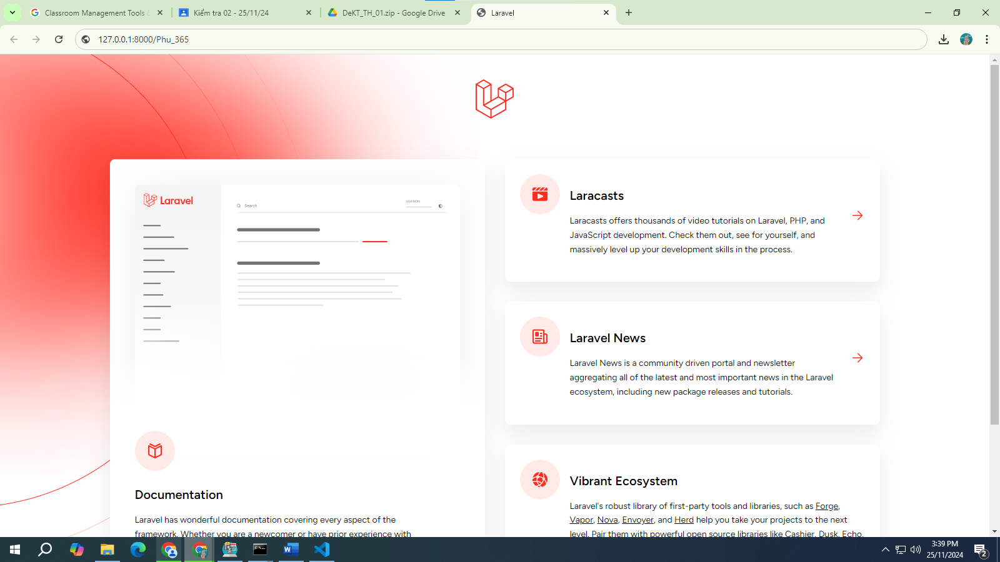 Classroom Management Tools &
Kiểm tra 02 - 25/11/24
DeKT_TH_01.zip - Google Drive
Laravel
127.0.0.1:8000/Phu_365
Laravel
Search
VERSION
Documentation
Laravel has wonderful documentation covering every aspect of the
framework. Whether you are a newcomer or have prior experience with
Laracasts
Laracasts offers thousands of video tutorials on Laravel, PHP, and
JavaScript development. Check them out, see for yourself, and
massively level up your development skills in the process.
Laravel News
Laravel News is a community driven portal and newsletter
aggregating all of the latest and most important news in the Laravel
ecosystem, including new package releases and tutorials.
Vibrant Ecosystem
Laravel's robust library of first-party tools and libraries, such as Forge,
Vapor, Nova, Envoyer, and Herd help you take your projects to the next
level. Pair them with powerful open source libraries like Cashier, Dusk, Echo,
3:39 PM
25/11/2024
2